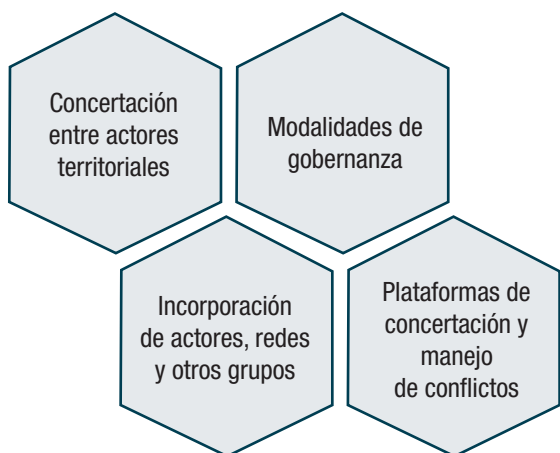 Concertación
entre actores
territoriales
Modalidades de
gobernanza
Incorporación
de actores, redes
y otros grupos
Plataformas de
concertación y
manejo
de conflictos